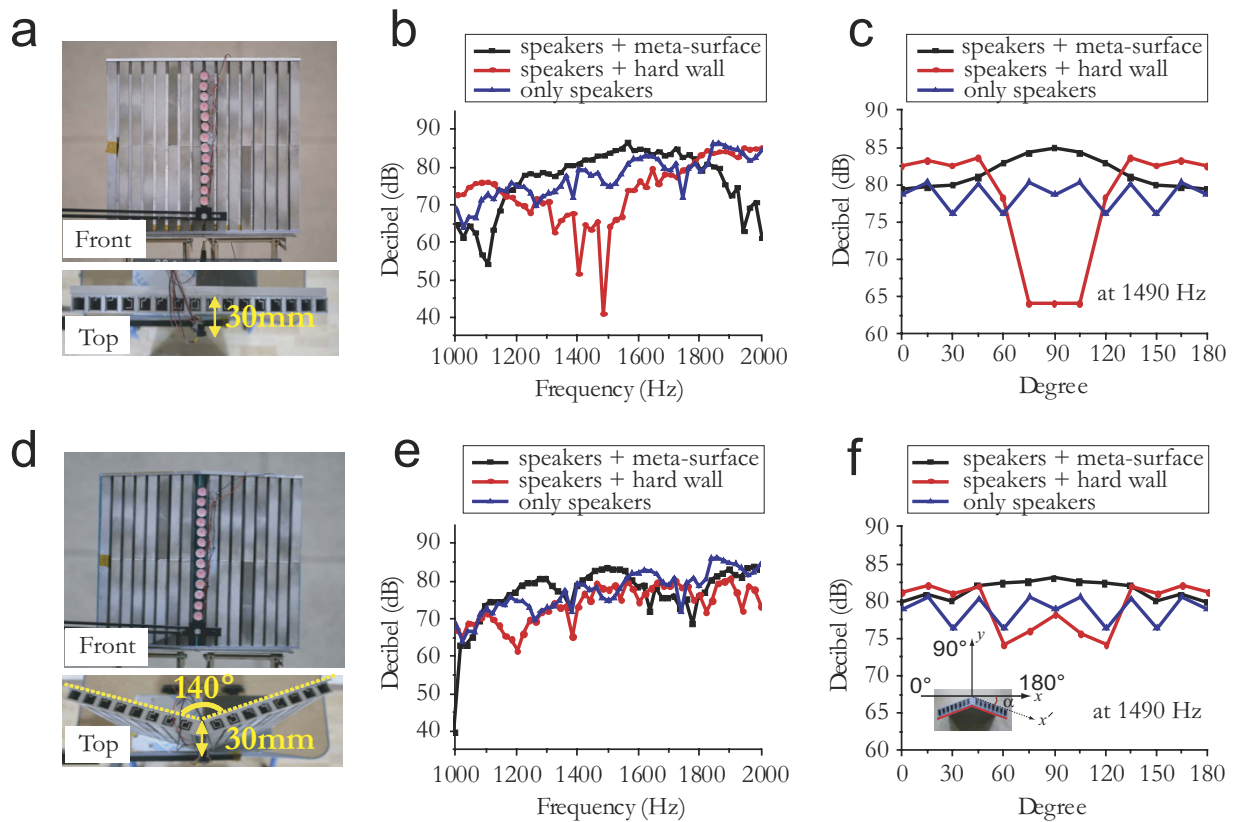 a
Front
Top
30mm
b
speakers + meta-surface
speakers + hard wall
only speakers
Decibel (dB)
90
80
70
60
50
40
1000 1200 1400 1600 1800 2000
Frequency (Hz)
c
speakers + meta-surface
speakers + hard wall
only speakers
Decibel (dB)
90
85
80
75
70
65
60
at 1490 Hz
0 30 60 90 120 150 180
Degree
d
Front
140°
Top
30mm
e
speakers + meta-surface
speakers + hard wall
only speakers
Decibel (dB)
90
80
70
60
50
40
1000 1200 1400 1600 1800 2000
Frequency (Hz)
f
speakers + meta-surface
speakers + hard wall
only speakers
Decibel (dB)
90
85
80
75
70
65
60
90° y
0° 180°
α x
x′
at 1490 Hz
0 30 60 90 120 150 180
Degree